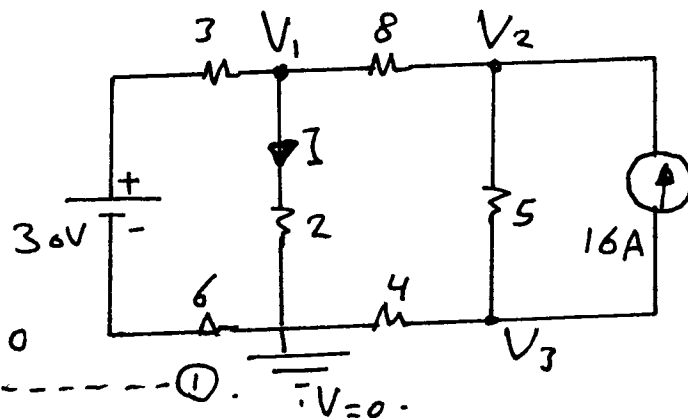 3 V₁ 8 V₂
I
+
30V - 2 5 16A
6 4
0 V₃
- - - - - - - ①.
V=0.